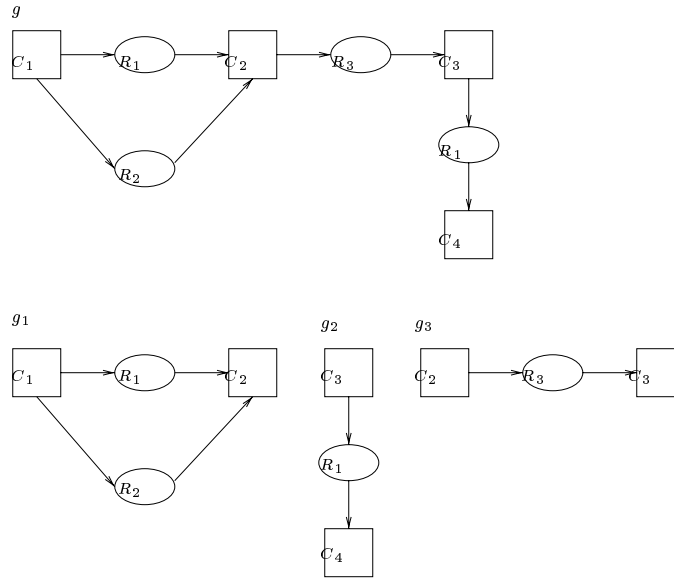 g
C₁ R₁ C₂ R₃ C₃
R₁
R₂
C₄
g₁ g₂ g₃
C₁ R₁ C₂ C₃ C₂ R₃ C₃
R₁
R₂
C₄